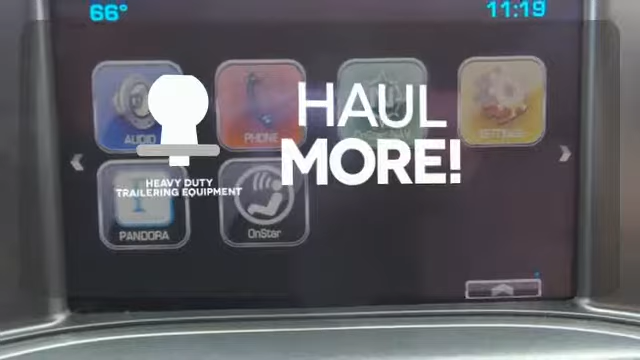 66°
11:19
AUDIO
PHONE
SETTINGS
HAUL
MORE!
HEAVY DUTY
TRAILERING EQUIPMENT
PANDORA
OnStar